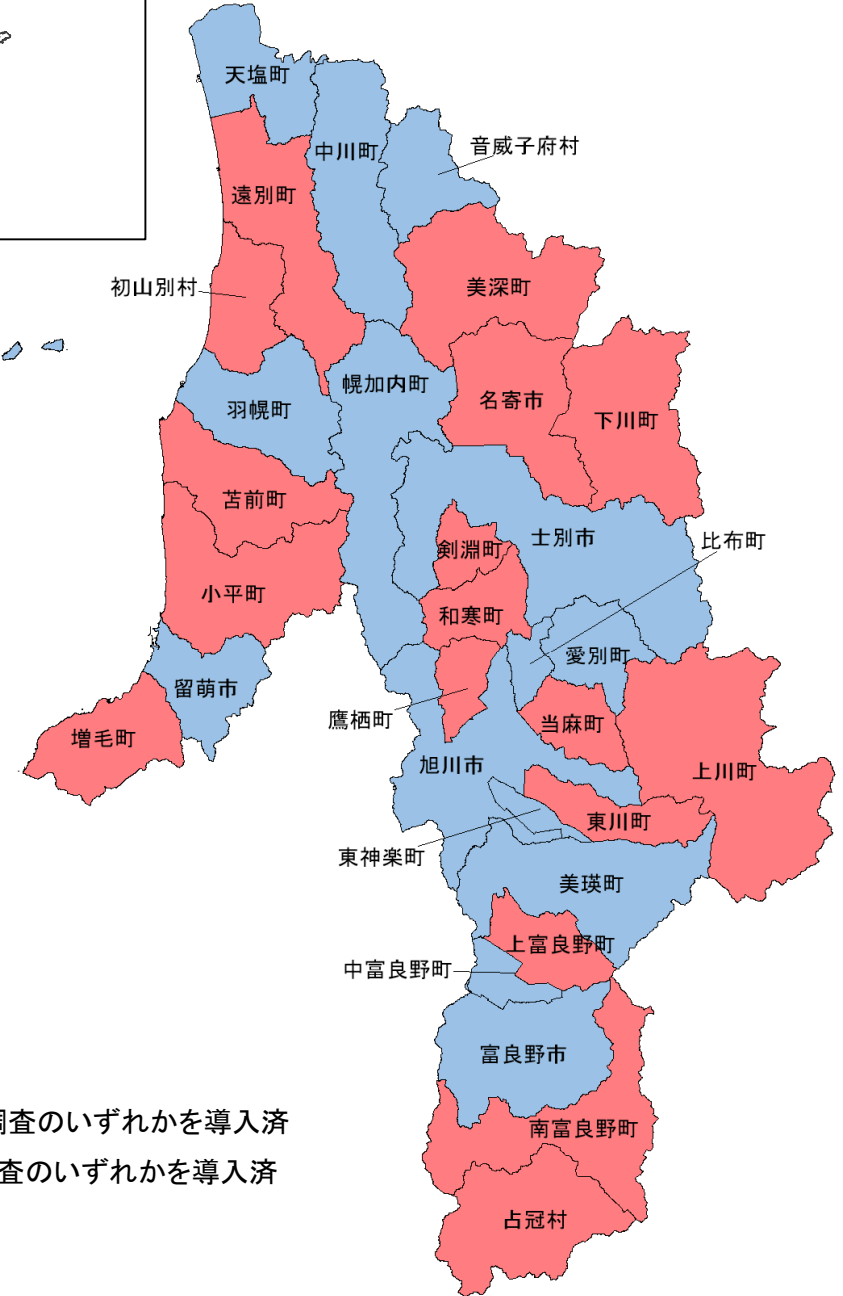 天塩町
中川町
音威子府村
遠別町
初山別村
美深町
幌加内町
名寄市
羽幌町
下川町
苫前町
士別市
比布町
剣淵町
小平町
和寒町
愛別町
留萌市
鷹栖町
当麻町
増毛町
旭川市
上川町
東川町
東神楽町
美瑛町
上富良野町
中富良野町
富良野市
調査のいずれかを導入済
南富良野町
査のいずれかを導入済
占冠村